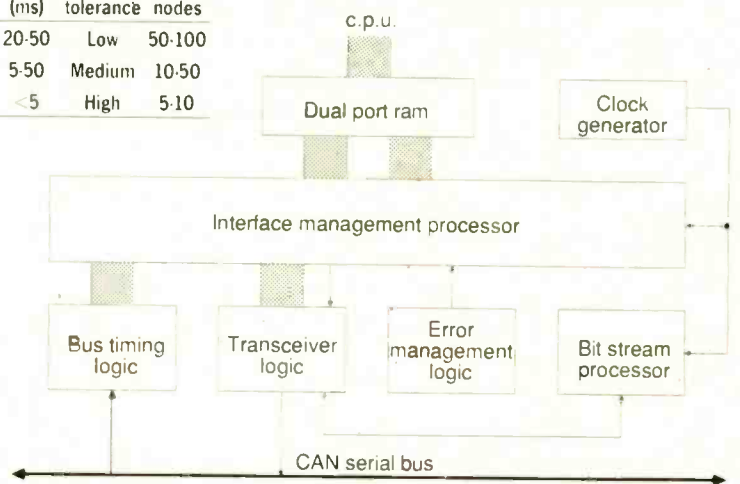 (ms) tolerance nodes
20-50 Low 50-100
5-50 Medium 10-50
<5 High 5-10
c.p.u.
Dual port ram
Clock
generator
Interface management processor
Bus timing
logic
Transceiver
logic
Error
management
logic
Bit stream
processor
CAN serial bus